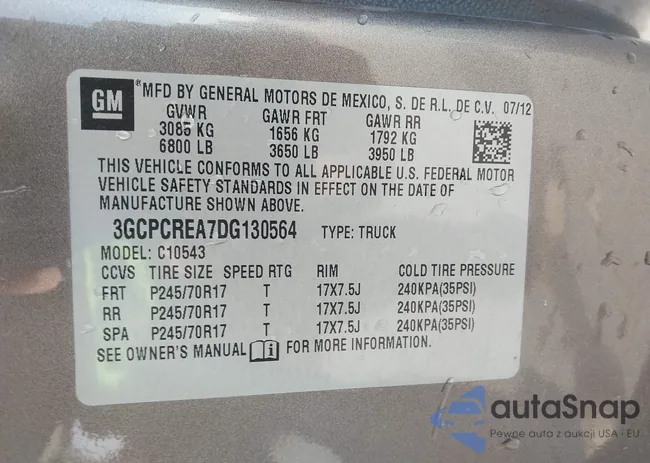 GM
®MFD BY GENERAL MOTORS DE MEXICO, S. DE R.L. DE C.V. 07/12
GVWR GAWR FRT GAWR RR
3085 KG 1656 KG 1792 KG
6800 LB 3650 LB 3950 LB
THIS VEHICLE CONFORMS TO ALL APPLICABLE U.S. FEDERAL MOTOR
VEHICLE SAFETY STANDARDS IN EFFECT ON THE DATE OF
MANUFACTURE SHOWN ABOVE.
3GCPCREA7DG130564 TYPE: TRUCK
MODEL: C10543
CCVS TIRE SIZE SPEED RTG RIM COLD TIRE PRESSURE
FRT P245/70R17 T 17X7.5J 240KPA(35PSI)
RR P245/70R17 T 17X7.5J 240KPA(35PSI)
SPA P245/70R17 T 17X7.5J 240KPA(35PSI)
SEE OWNER'S MANUAL FOR MORE INFORMATION.
autaSnap
Pewne auta z aukcji USA - EU